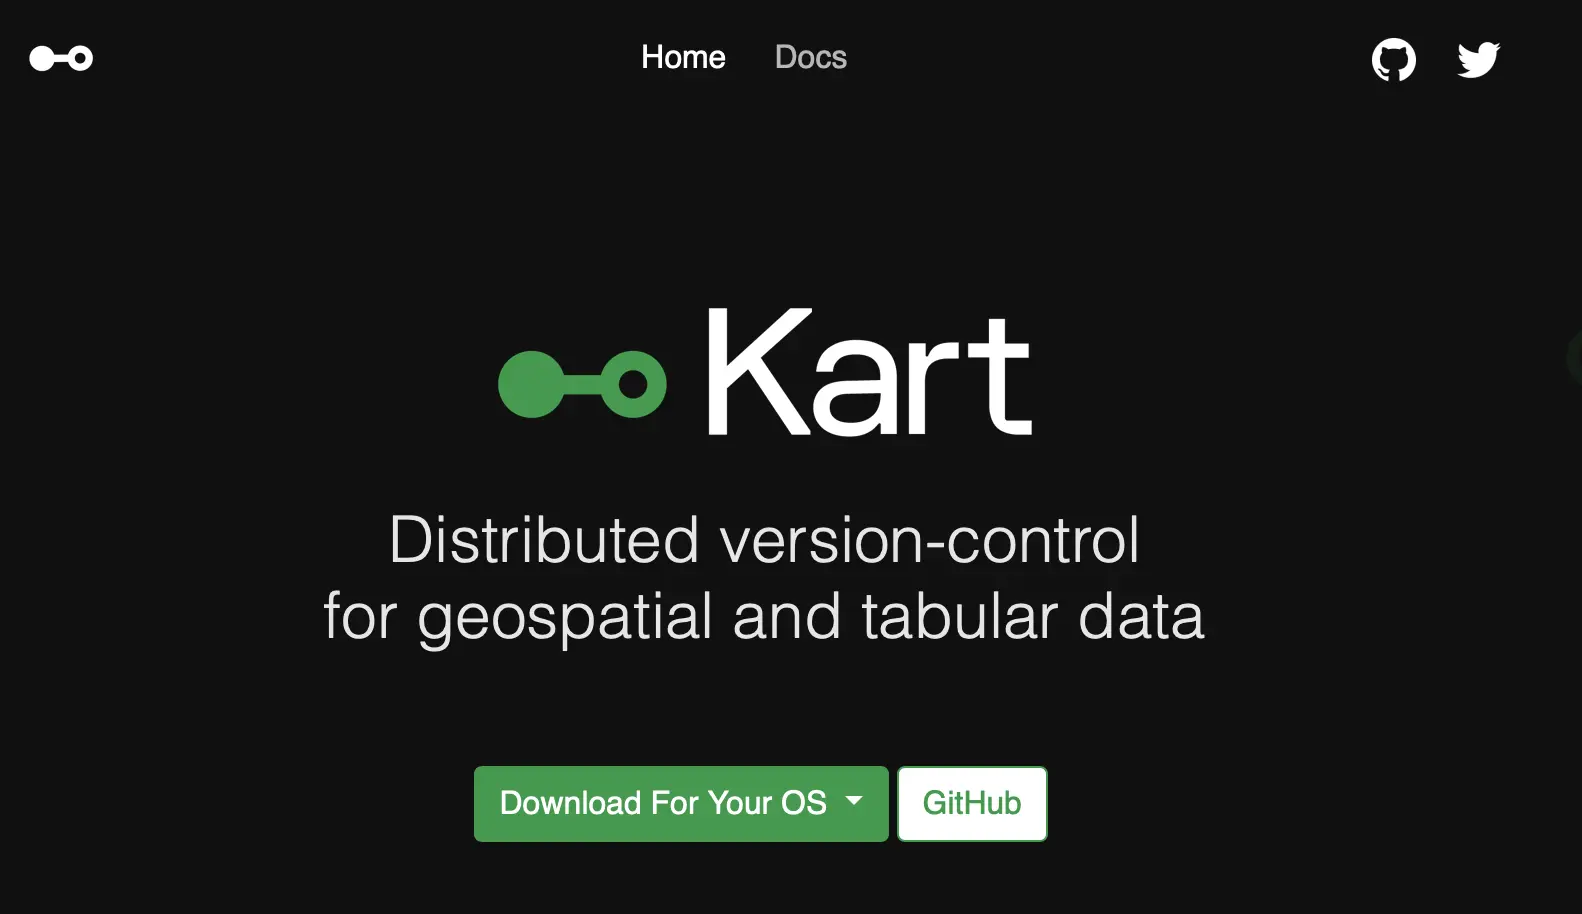 Home Docs
Kart
Distributed version-control
for geospatial and tabular data
Download For Your OS
GitHub